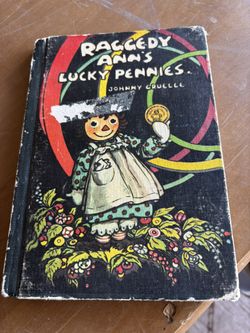 RAGGEDY
ANN'S
LUCKY PENNIES.
JOHNNY GRUELLE